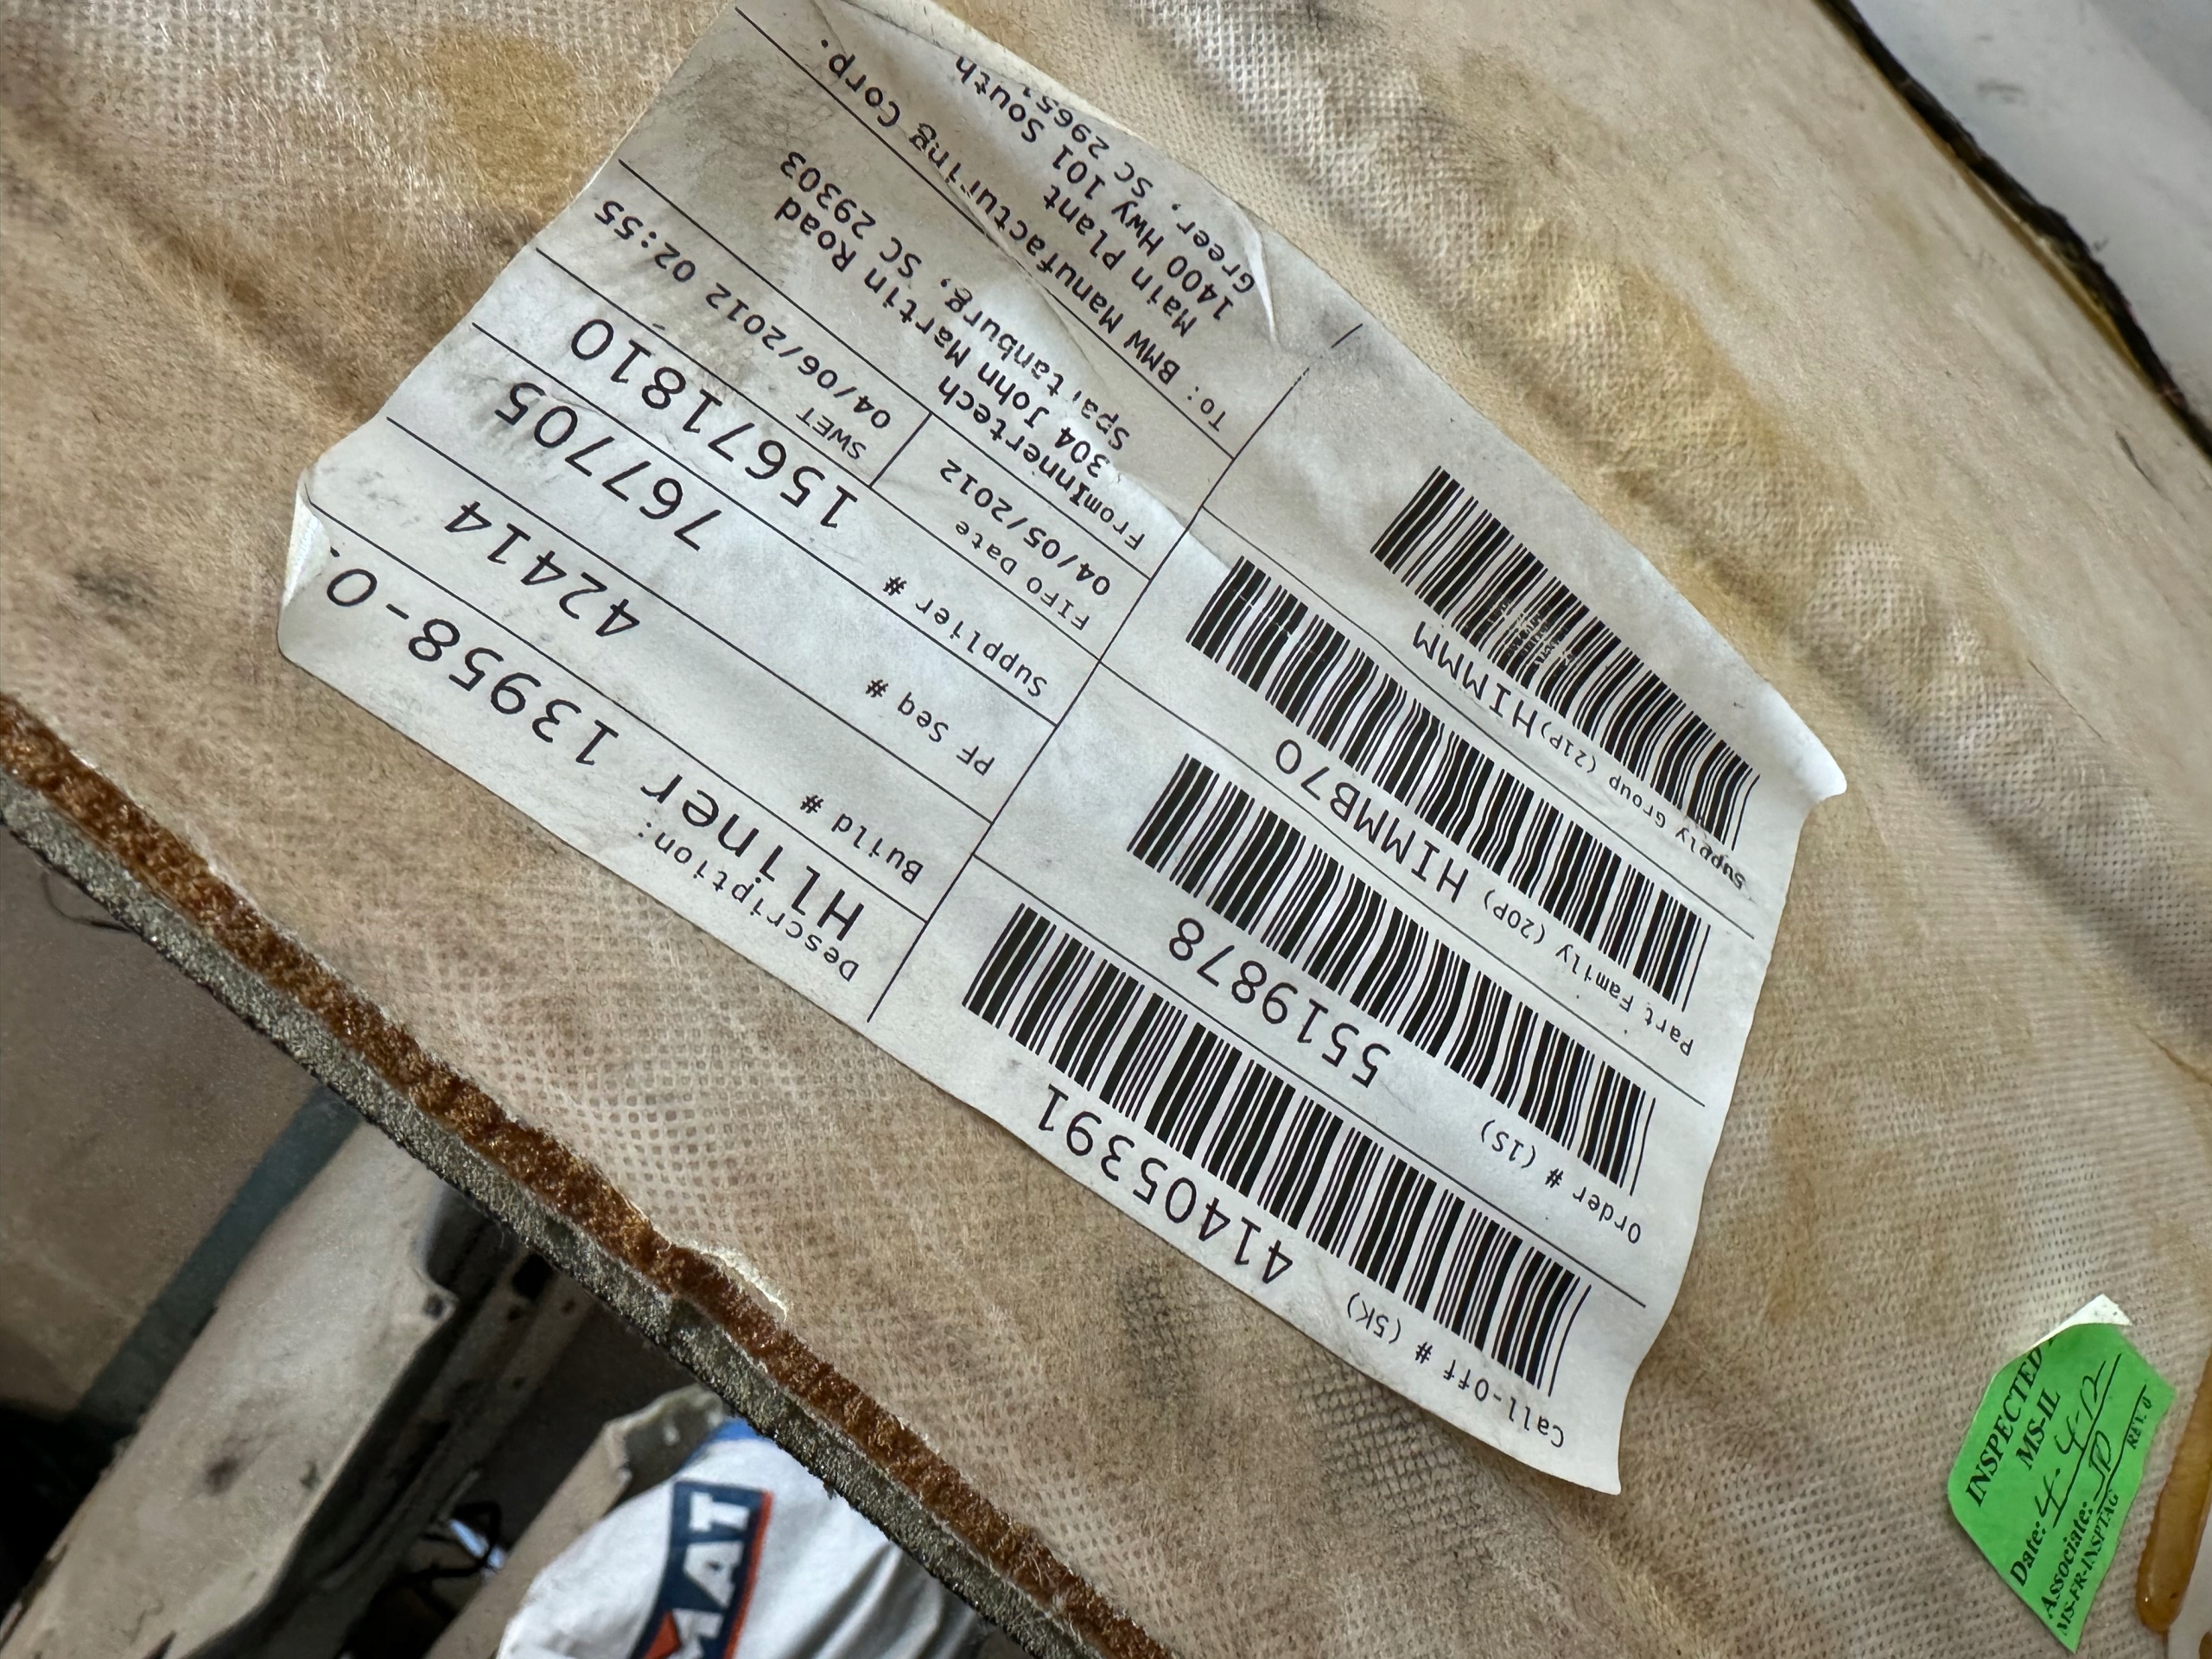 To: BMW Manufacturing Corp.
Main Plant
1400 Hwy 101 South
Greer, SC 29651
FromInnertech
304 John Martin Road
Spartanburg, SC 29303
FIFO Date
04/05/2012
SWET
04/06/2012 02:55
Supplier #
15671810
PF Seq #
767705
Build #
42414
Description:
Hliner 13958-0
Supply Group (21P)HIMMM
Part Family (20P) HIMMB70
Order # (1S)
5519878
Call-Off # (5K)
41405391
INSPECTED
MS-IL
Date: 4-4-12
Associate:
MS-FR-INSPTAG
REV. 0
MAT